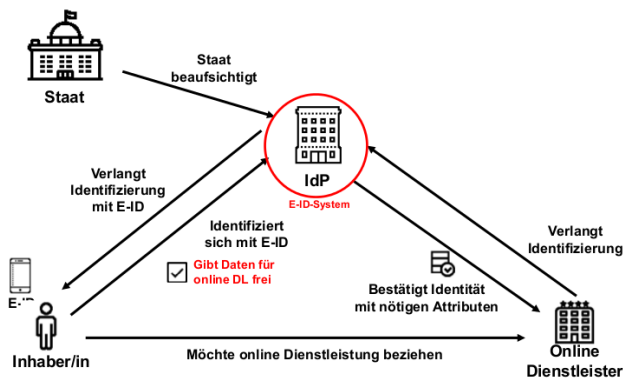 Staat
beaufsichtigt
Staat
IdP
E-ID-System
Verlangt
Identifizierung
mit E-ID
Identifiziert
sich mit E-ID
Gibt Daten für
online DL frei
Verlangt
Identifizierung
Bestätigt Identität
mit nötigen Attributen
E-ID
Inhaber/in
Möchte online Dienstleistung beziehen
Online
Dienstleister